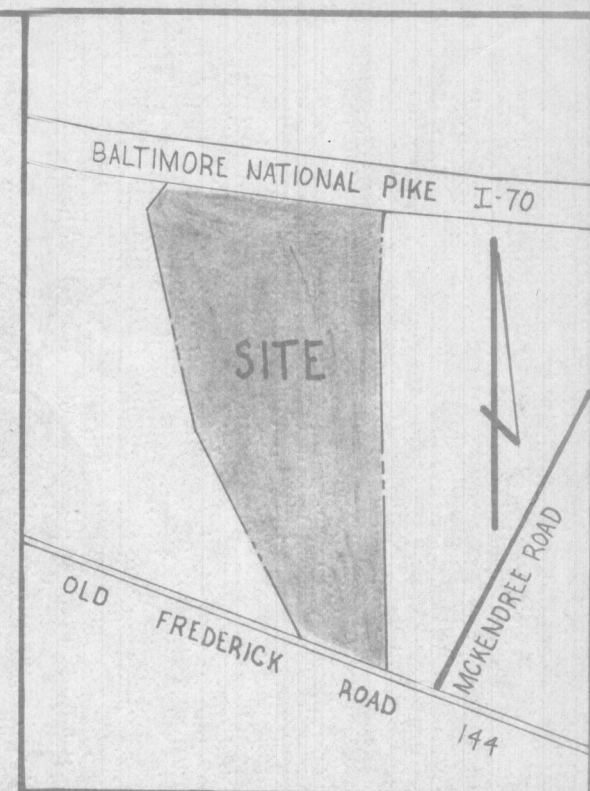 BALTIMORE NATIONAL PIKE I-70
SITE
MCKENDREE ROAD
OLD FREDERICK ROAD 144